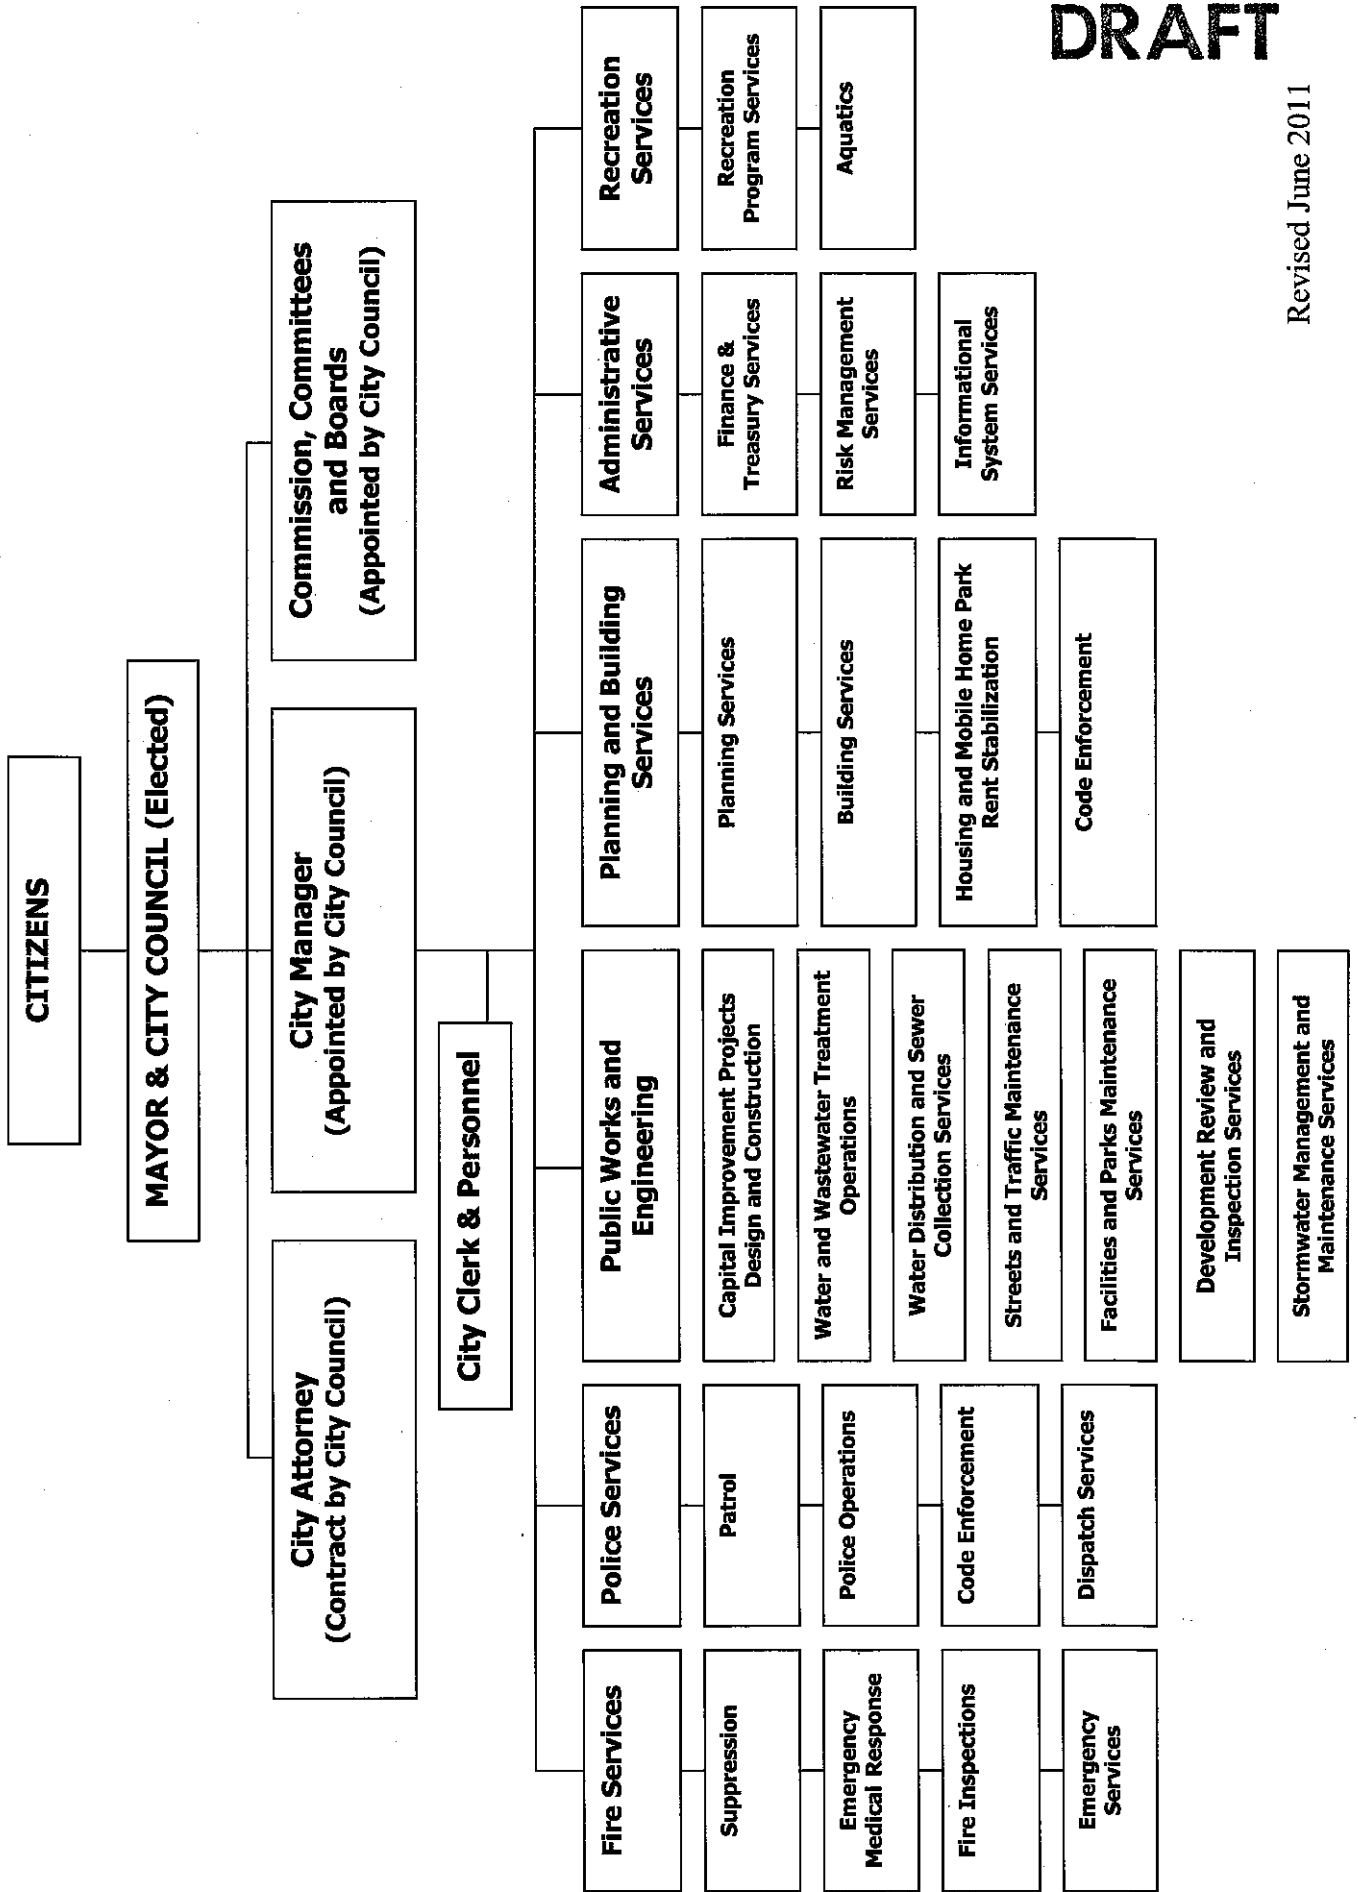 CITIZENS
MAYOR & CITY COUNCIL (Elected)
City Attorney
(Contract by City Council)
City Manager
(Appointed by City Council)
Commission, Committees
and Boards
(Appointed by City Council)
City Clerk & Personnel
Fire Services
Suppression
Emergency
Medical Response
Fire Inspections
Emergency
Services
Police Services
Patrol
Police Operations
Code Enforcement
Dispatch Services
Public Works and
Engineering
Capital Improvement Projects
Design and Construction
Water and Wastewater Treatment
Operations
Water Distribution and Sewer
Collection Services
Streets and Traffic Maintenance
Services
Facilities and Parks Maintenance
Services
Development Review and
Inspection Services
Stormwater Management and
Maintenance Services
Planning and Building
Services
Planning Services
Building Services
Housing and Mobile Home Park
Rent Stabilization
Code Enforcement
Administrative
Services
Finance &
Treasury Services
Risk Management
Services
Informational
System Services
Recreation
Services
Recreation
Program Services
Aquatics
DRAFT
Revised June 2011